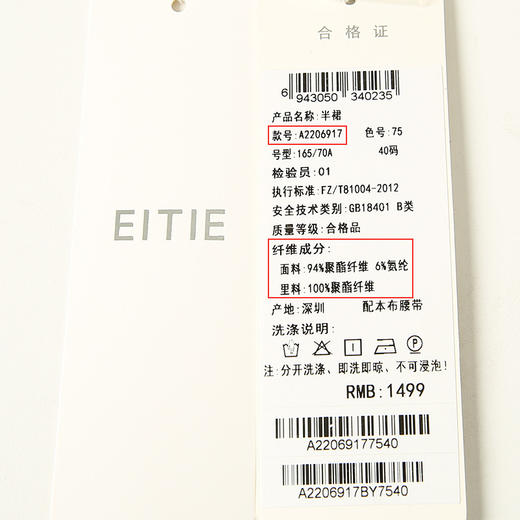 EITIE
合格证
6 943050 340235
产品名称:半裙
款号:A2206917 色号:75
号型:165/70A 40码
检验员:01
执行标准:FZ/T81004-2012
安全技术类别:GB18401 B类
质量等级:合格品
纤维成分:
面料:94%聚酯纤维 6%氨纶
里料:100%聚酯纤维
产地:深圳 配本布腰带
洗涤说明:
注:分开洗涤、即洗即晾、不可浸泡!
RMB:1499
A22069177540
A2206917BY7540